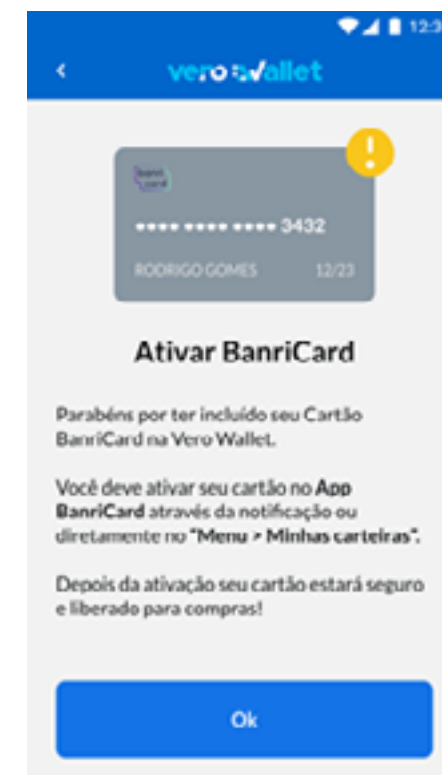 12:3
vero wallet
banri
card
•••• •••• •••• 3432
RODRIGO GOMES 12/23
Ativar BanriCard
Parabéns por ter incluído seu Cartão
BanriCard na Vero Wallet.
Você deve ativar seu cartão no App
BanriCard através da notificação ou
diretamente no "Menu > Minhas carteiras".
Depois da ativação seu cartão estará seguro
e liberado para compras!
Ok